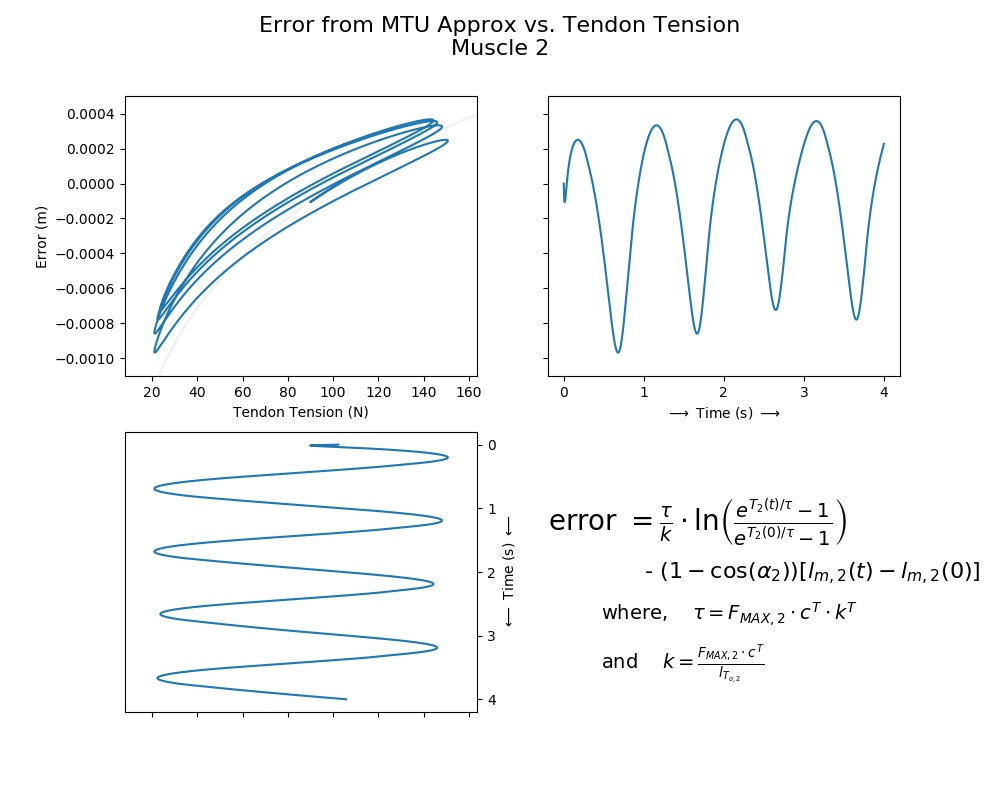 Error from MTU Approx vs. Tendon Tension
Muscle 2
0.0004
0.0002
0.0000
−0.0002
−0.0004
−0.0006
−0.0008
−0.0010
Error (m)
20 40 60 80 100 120 140 160
Tendon Tension (N)
0 1 2 3 4
⟶ Time (s) ⟶
0
1
2
3
4
⟵ Time (s) ⟵
error = \frac{τ}{k} · ln(\frac{e^{T_2(t)/τ} − 1}{e^{T_2(0)/τ} − 1})
- (1 − cos(α_2))[l_{m,2}(t) − l_{m,2}(0)]
where, τ = F_{MAX,2} · c^T · k^T
and k = \frac{F_{MAX,2} · c^T}{l_{T_{o,2}}}